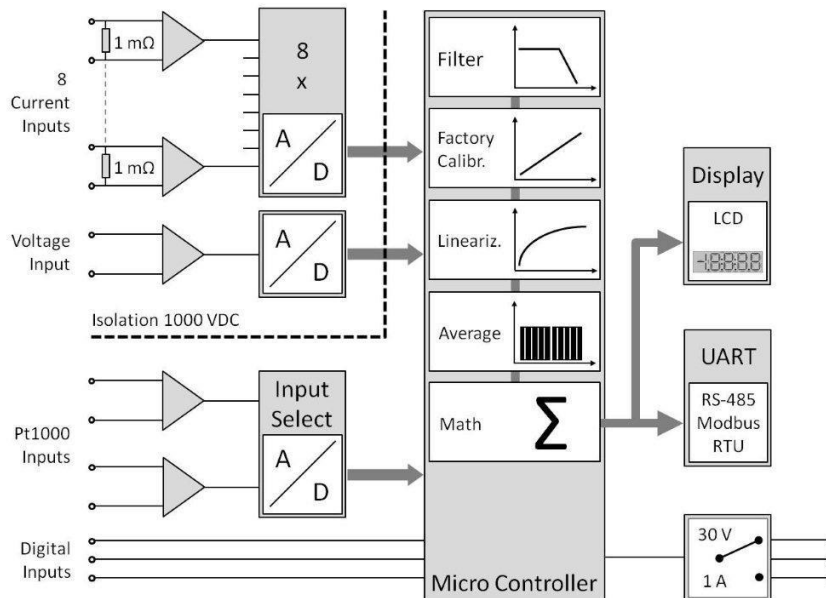 1 mΩ
8
Current
Inputs
1 mΩ
8
x
A
D
Voltage
Input
A
D
Isolation 1000 VDC
Pt1000
Inputs
Input
Select
A
D
Digital
Inputs
Filter
Factory
Calibr.
Lineariz.
Average
Math
Σ
Micro Controller
Display
LCD
-1.8.8.8.8
UART
RS-485
Modbus
RTU
30 V
1 A